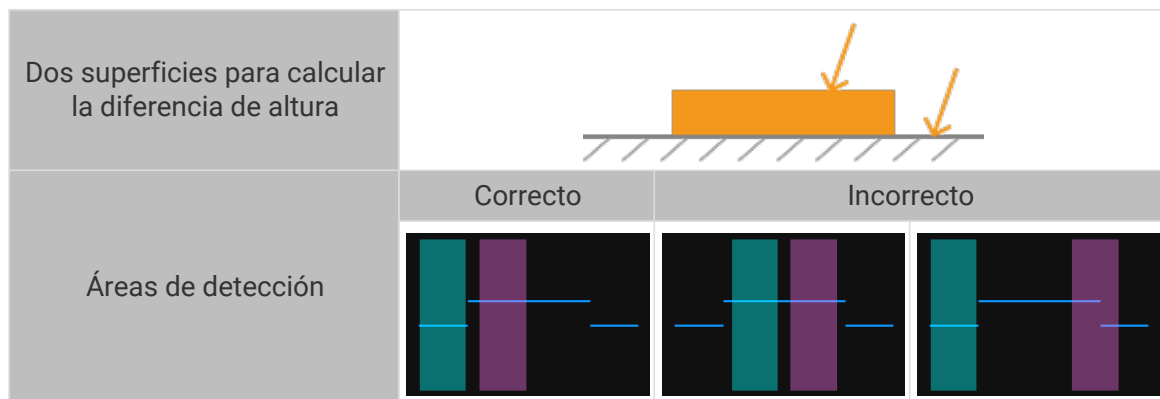 Dos superficies para calcular
la diferencia de altura
Correcto
Incorrecto
Áreas de detección